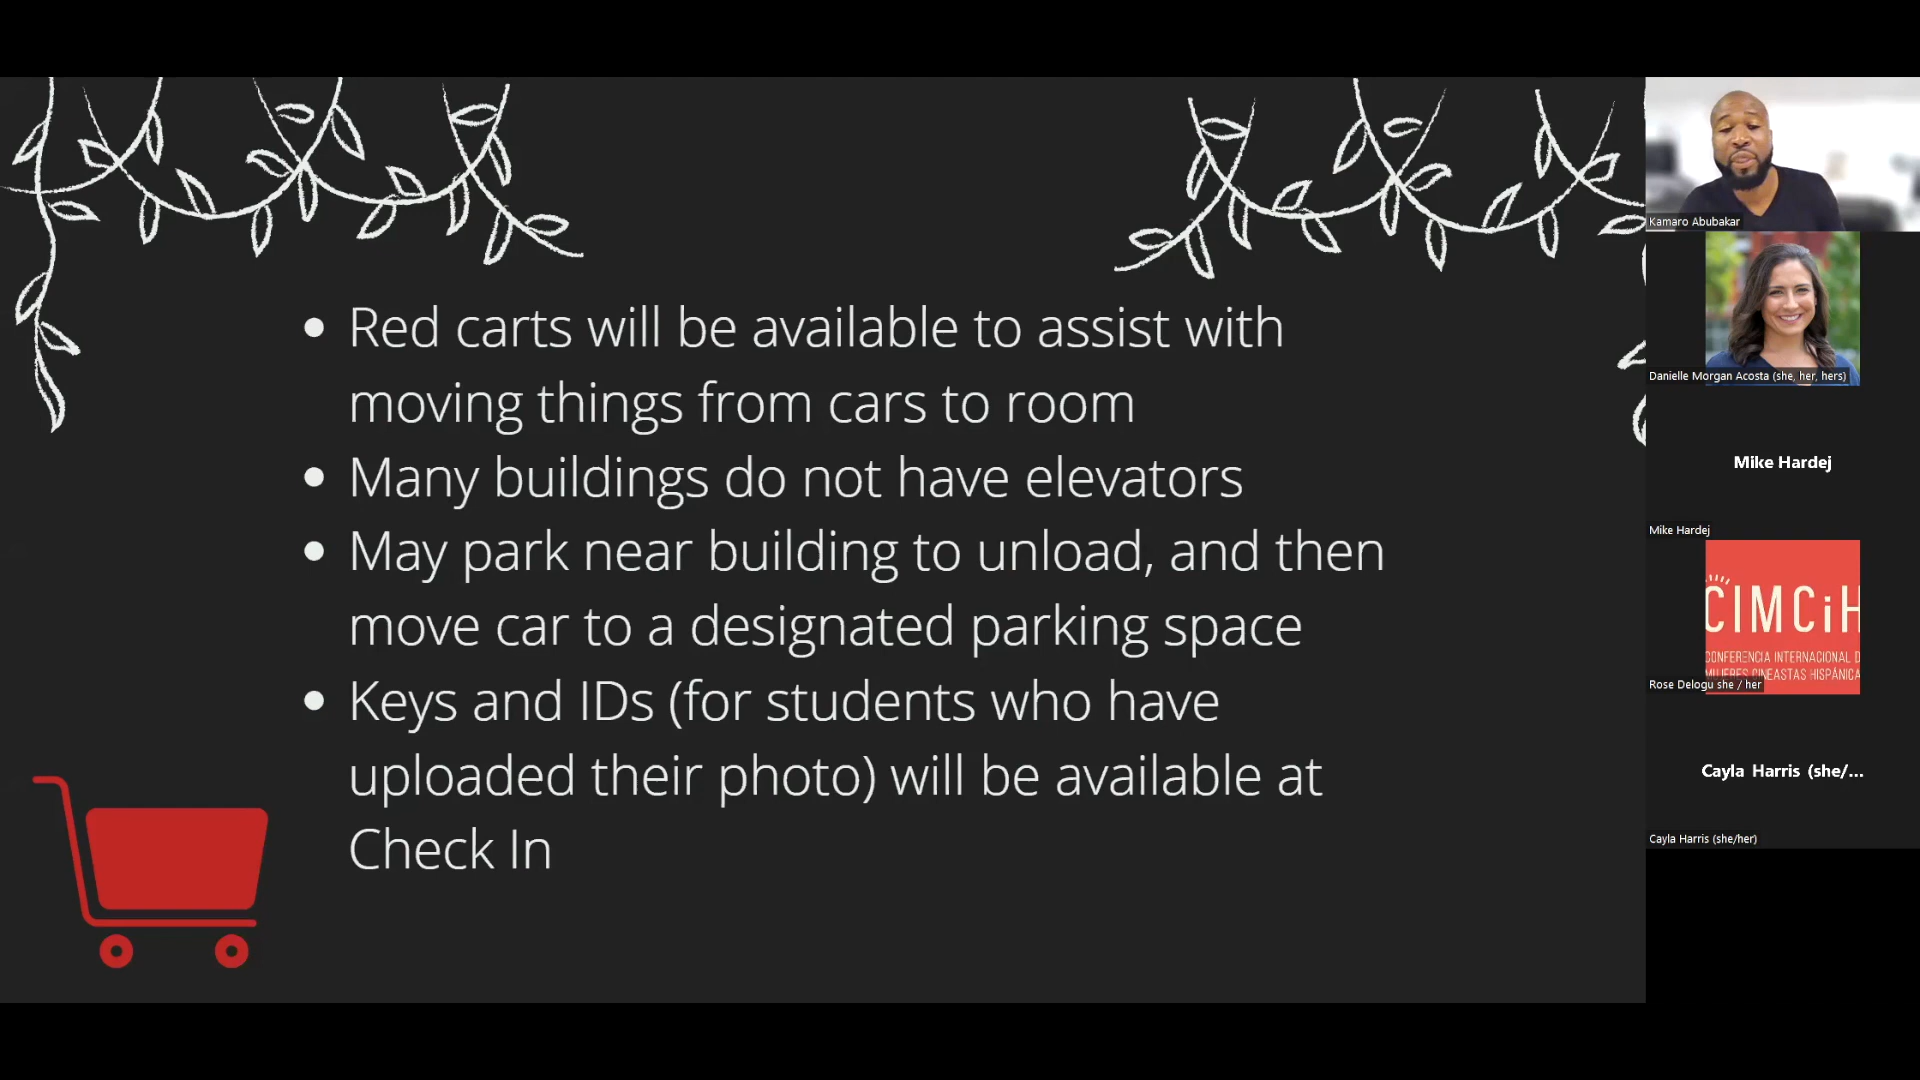 Red carts will be available to assist with
moving things from cars to room
Many buildings do not have elevators
May park near building to unload, and then
move car to a designated parking space
Keys and IDs (for students who have
uploaded their photo) will be available at
Check In
Kamaro Abubakar
Danielle Morgan Acosta (she, her, hers)
Mike Hardej
Mike Hardej
CIMCiH
CONFERENCIA INTERNACIONAL D
MUJERES CINEASTAS HISPÁNICA
Rose Delogu she / her
Cayla Harris (she/...
Cayla Harris (she/her)